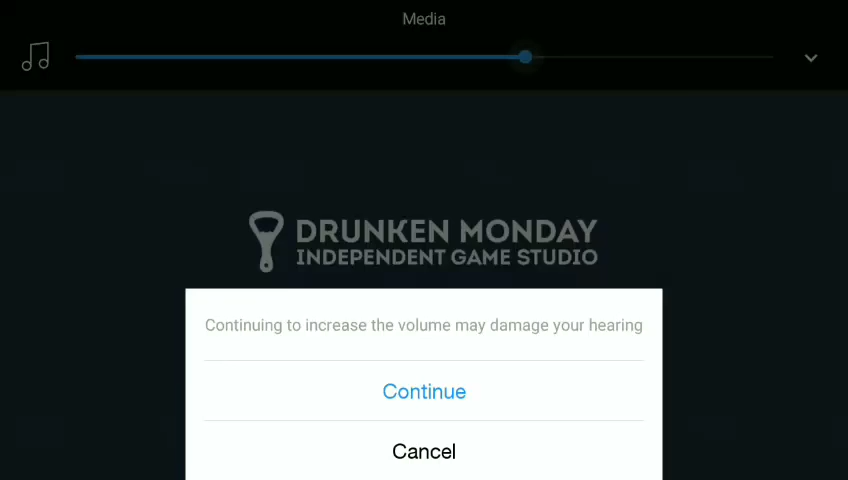 Media
DRUNKEN MONDAY
INDEPENDENT GAME STUDIO
Continuing to increase the volume may damage your hearing
Continue
Cancel